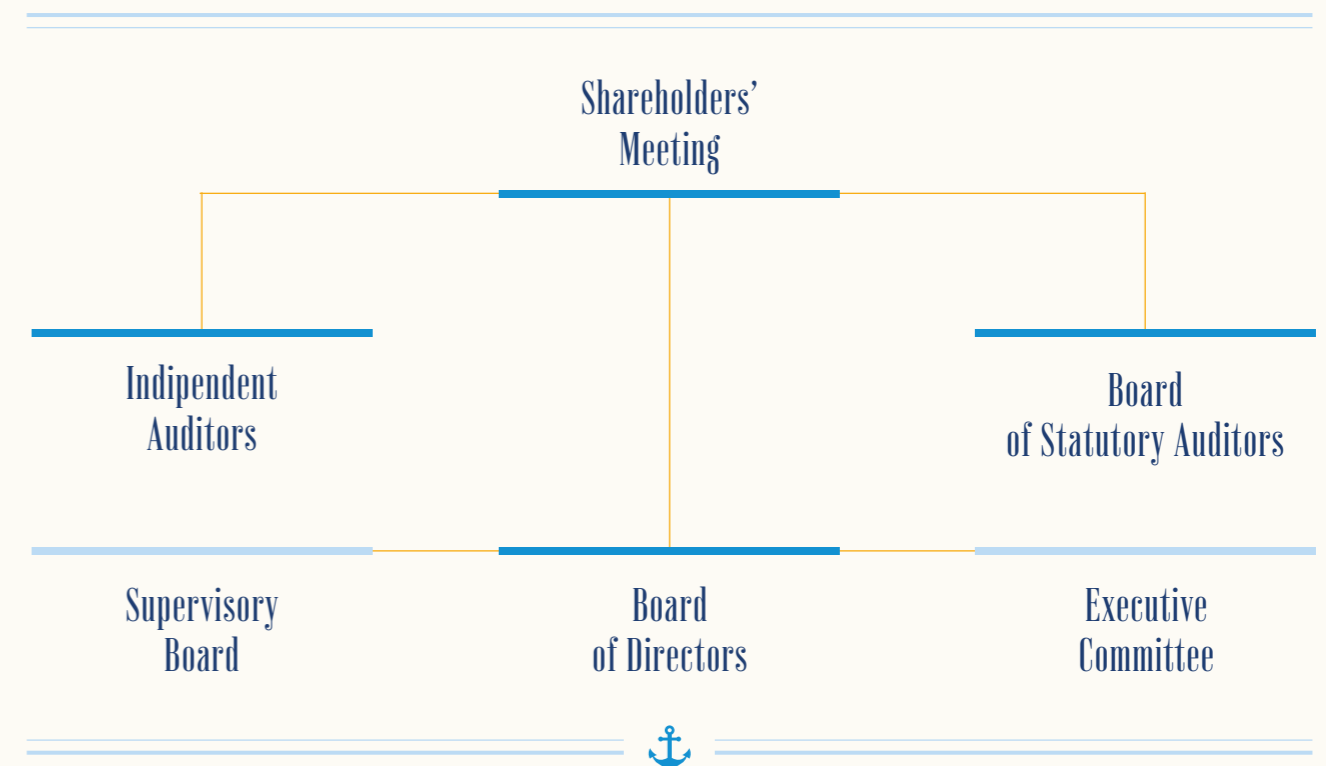 Shareholders’
Meeting
Indipendent
Auditors
Board
of Statutory Auditors
Supervisory
Board
Board
of Directors
Executive
Committee